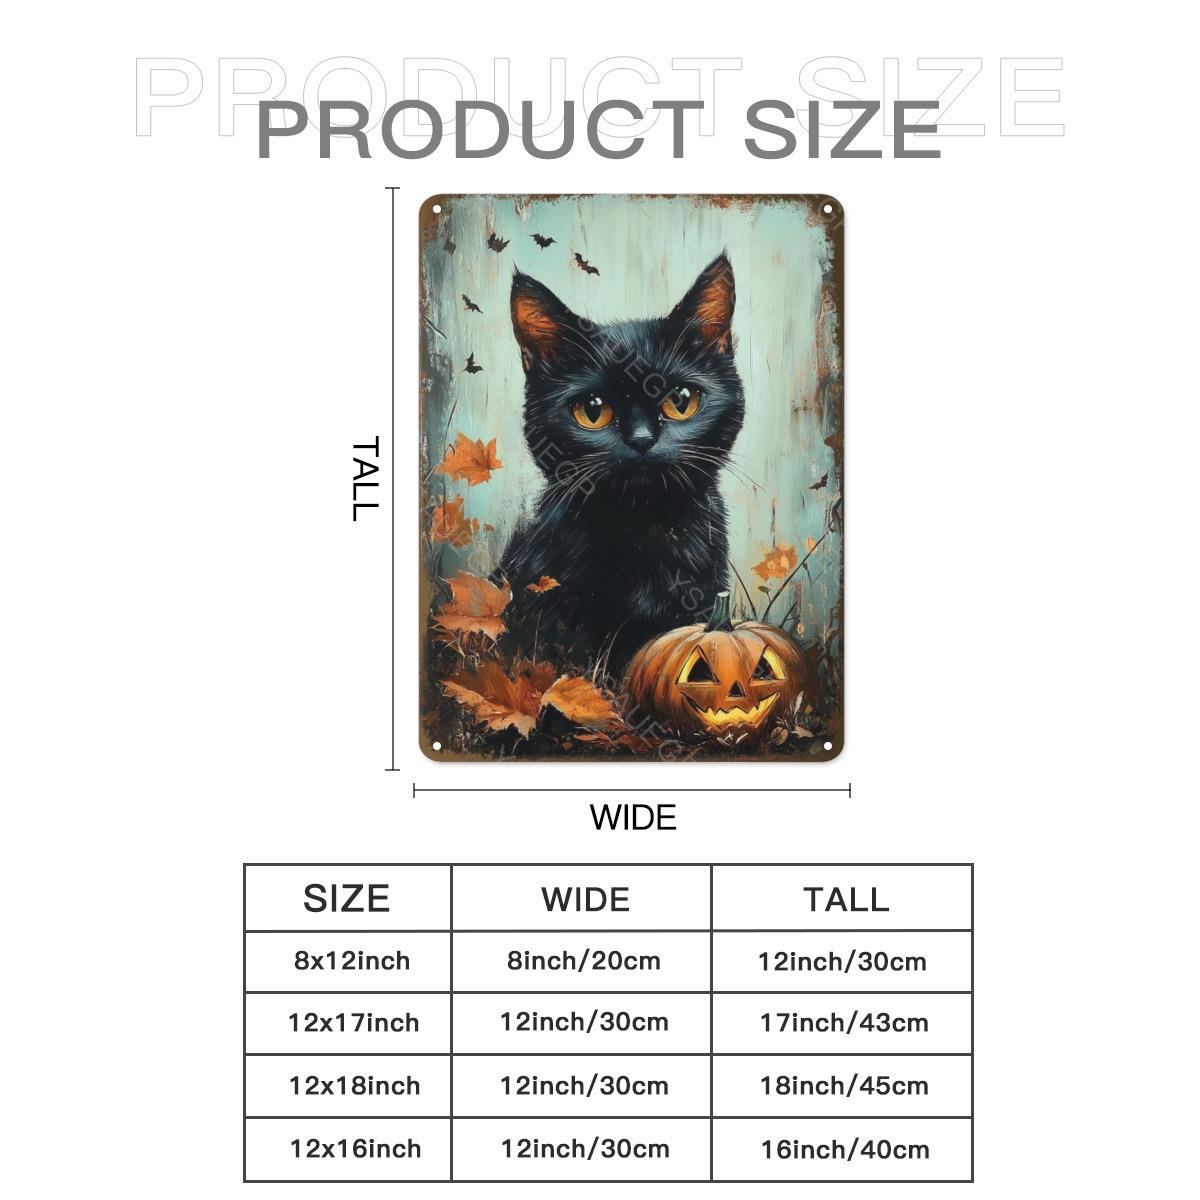 PRODUCT SIZE
PRODUCT SIZE
TALL
WIDE
SIZE WIDE TALL
8x12inch 8inch/20cm 12inch/30cm
12x17inch 12inch/30cm 17inch/43cm
12x18inch 12inch/30cm 18inch/45cm
12x16inch 12inch/30cm 16inch/40cm